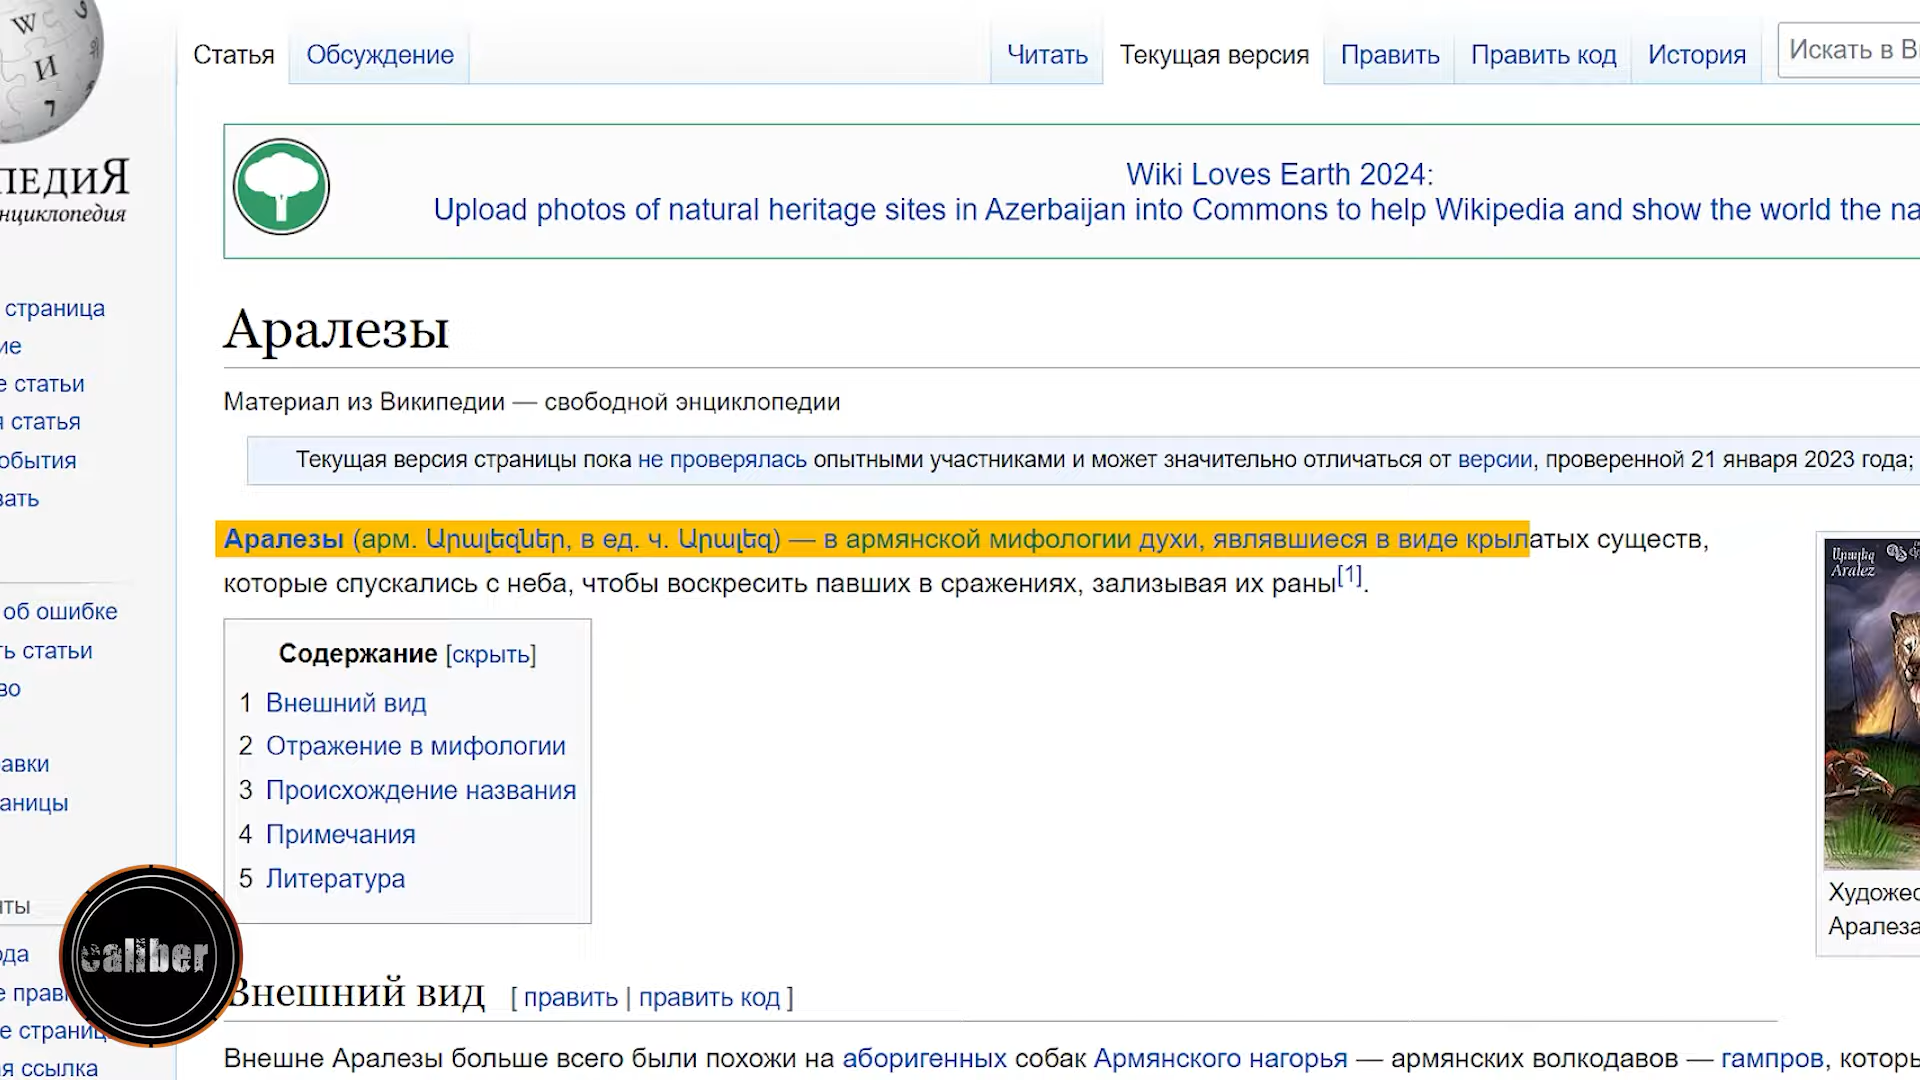 Статья
Обсуждение
Читать
Текущая версия
Править
Править код
История
Искать в В
Wiki Loves Earth 2024:
Upload photos of natural heritage sites in Azerbaijan into Commons to help Wikipedia and show the world the na
ПЕДИЯ
нциклопедия
страница
ие
е статьи
я статья
обытия
вать
об ошибке
ть статьи
во
авки
аницы
нты
ода
е прав
е страниц
я ссылка
Аралезы
Материал из Википедии — свободной энциклопедии
Текущая версия страницы пока не проверялась опытными участниками и может значительно отличаться от версии, проверенной 21 января 2023 года;
Аралезы (арм. Արալեզներ, в ед. ч. Արալեզ) — в армянской мифологии духи, являвшиеся в виде крылатых существ,
которые спускались с неба, чтобы воскресить павших в сражениях, зализывая их раны[1].
Содержание [скрыть]
1 Внешний вид
2 Отражение в мифологии
3 Происхождение названия
4 Примечания
5 Литература
Արալեզ
Aralez
Художес
Аралеза
caliber
Внешний вид [ править | править код ]
Внешне Аралезы больше всего были похожи на аборигенных собак Армянского нагорья — армянских волкодавов — гампров, которы